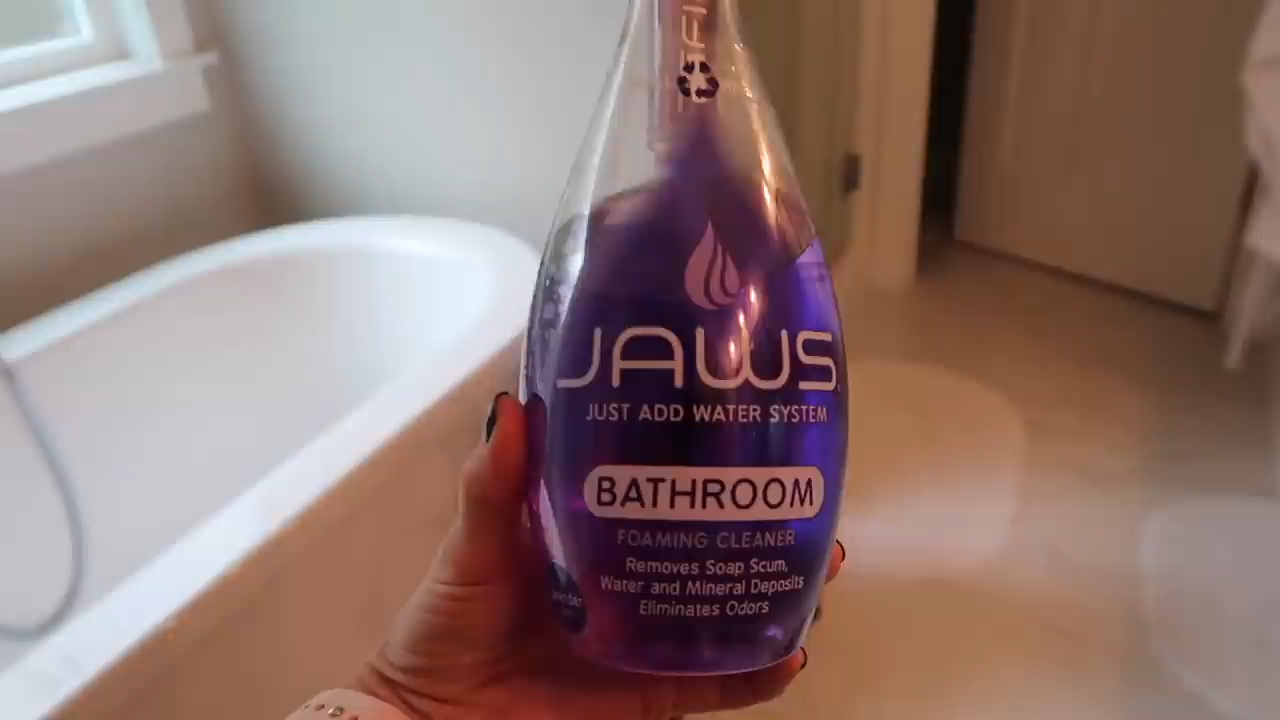 JAWS
JUST ADD WATER SYSTEM
BATHROOM
FOAMING CLEANER
Removes Soap Scum,
Water and Mineral Deposits
Eliminates Odors